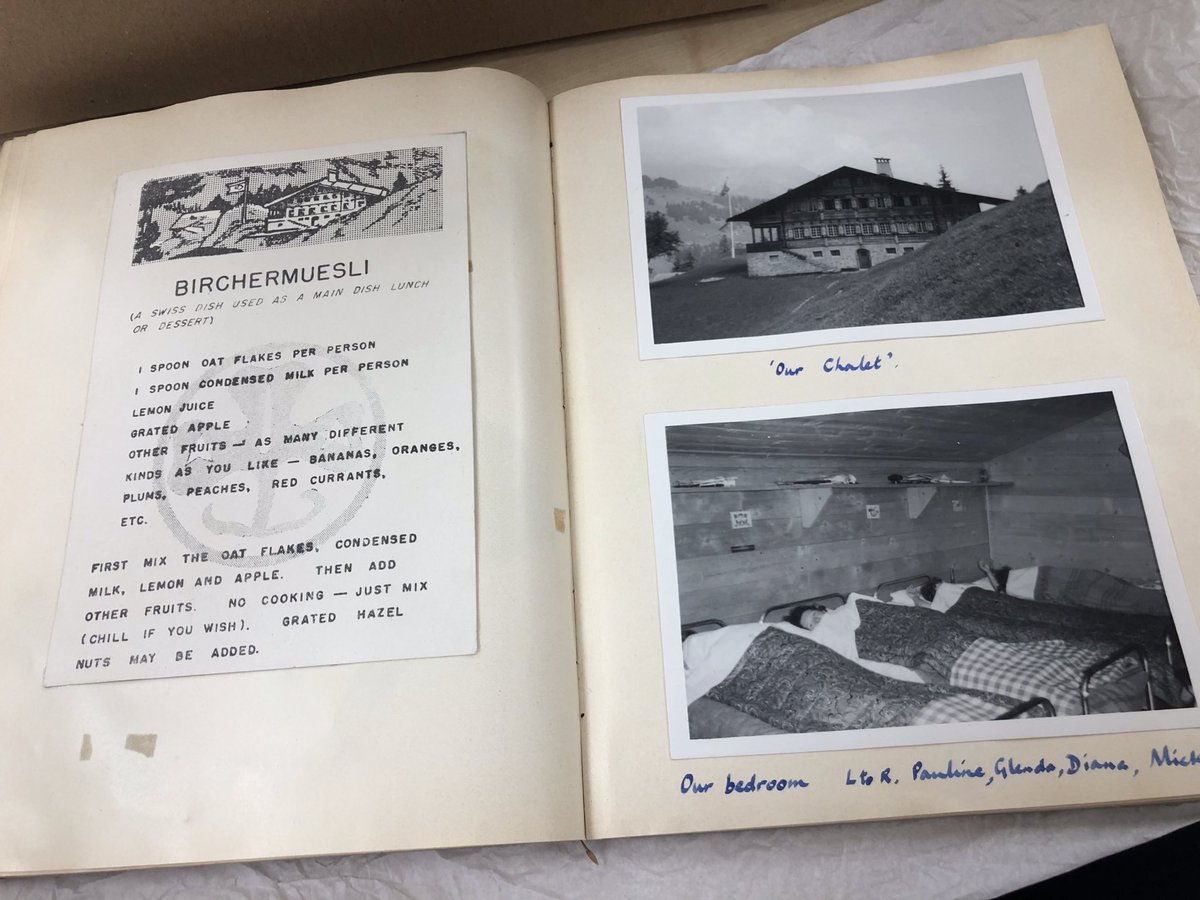 BIRCHERMUESLI
(A SWISS DISH USED AS A MAIN DISH LUNCH
OR DESSERT)
1 SPOON OAT FLAKES PER PERSON
1 SPOON CONDENSED MILK PER PERSON
LEMON JUICE
GRATED APPLE
OTHER FRUITS — AS MANY DIFFERENT
KINDS AS YOU LIKE — BANANAS, ORANGES,
PLUMS, PEACHES, RED CURRANTS,
ETC.
FIRST MIX THE OAT FLAKES, CONDENSED
MILK, LEMON AND APPLE. THEN ADD
OTHER FRUITS. NO COOKING — JUST MIX
(CHILL IF YOU WISH). GRATED HAZEL
NUTS MAY BE ADDED.
'Our Chalet'.
Our bedroom L to R. Pauline, Glenda, Diana,